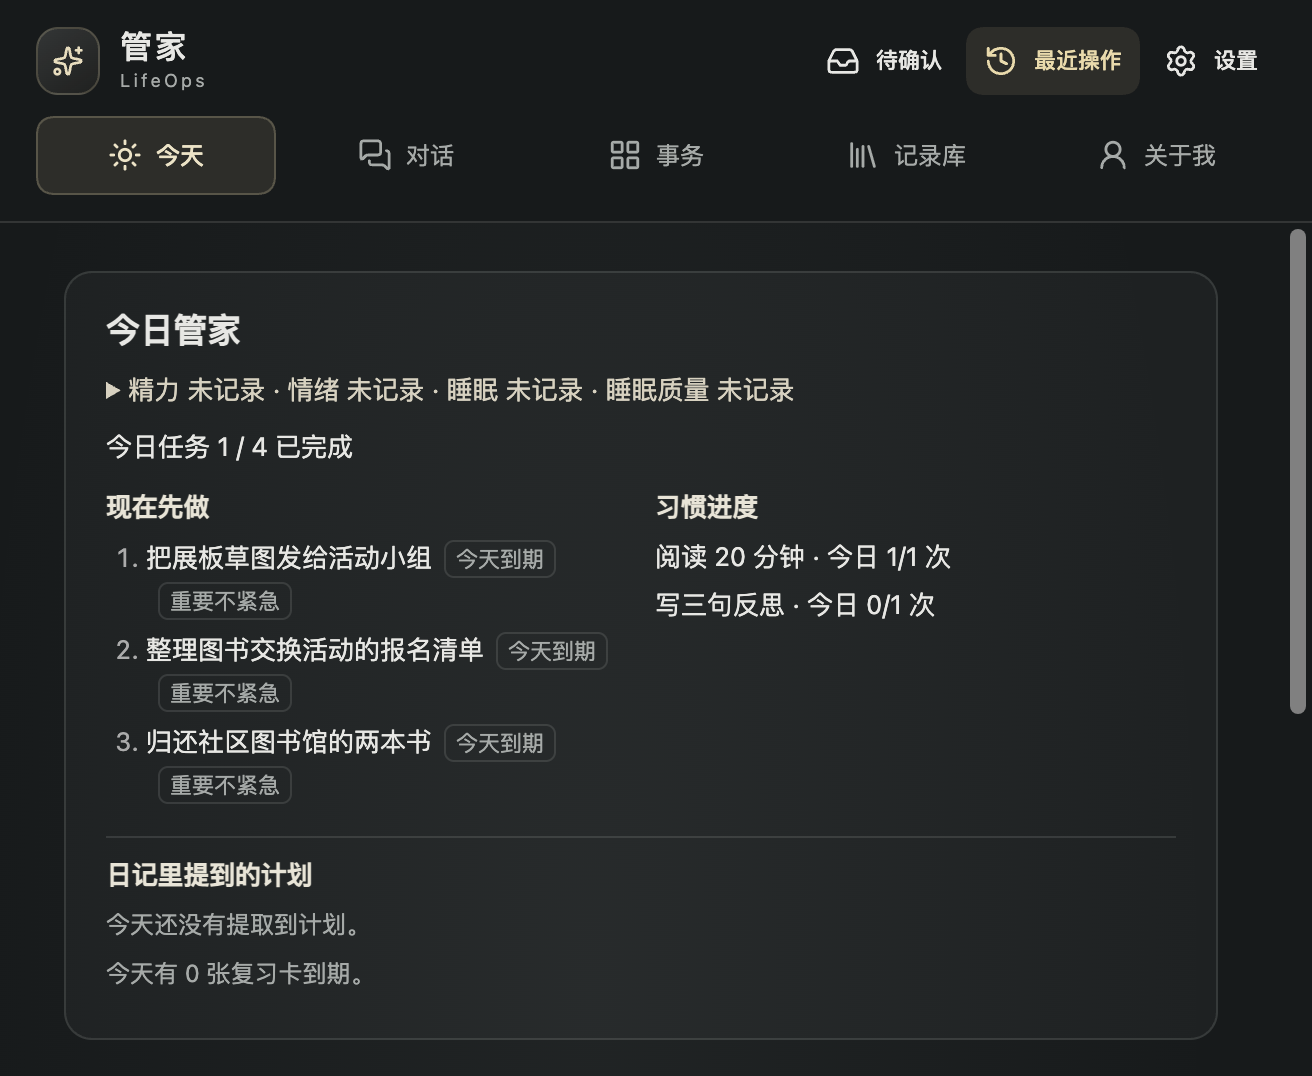 管家
LifeOps
待确认
最近操作
设置
今天
对话
事务
记录库
关于我
今日管家
▶ 精力 未记录 · 情绪 未记录 · 睡眠 未记录 · 睡眠质量 未记录
今日任务 1 / 4 已完成
现在先做
1. 把展板草图发给活动小组 今天到期
重要不紧急
2. 整理图书交换活动的报名清单 今天到期
重要不紧急
3. 归还社区图书馆的两本书 今天到期
重要不紧急
习惯进度
阅读 20 分钟 · 今日 1/1 次
写三句反思 · 今日 0/1 次
日记里提到的计划
今天还没有提取到计划。
今天有 0 张复习卡到期。